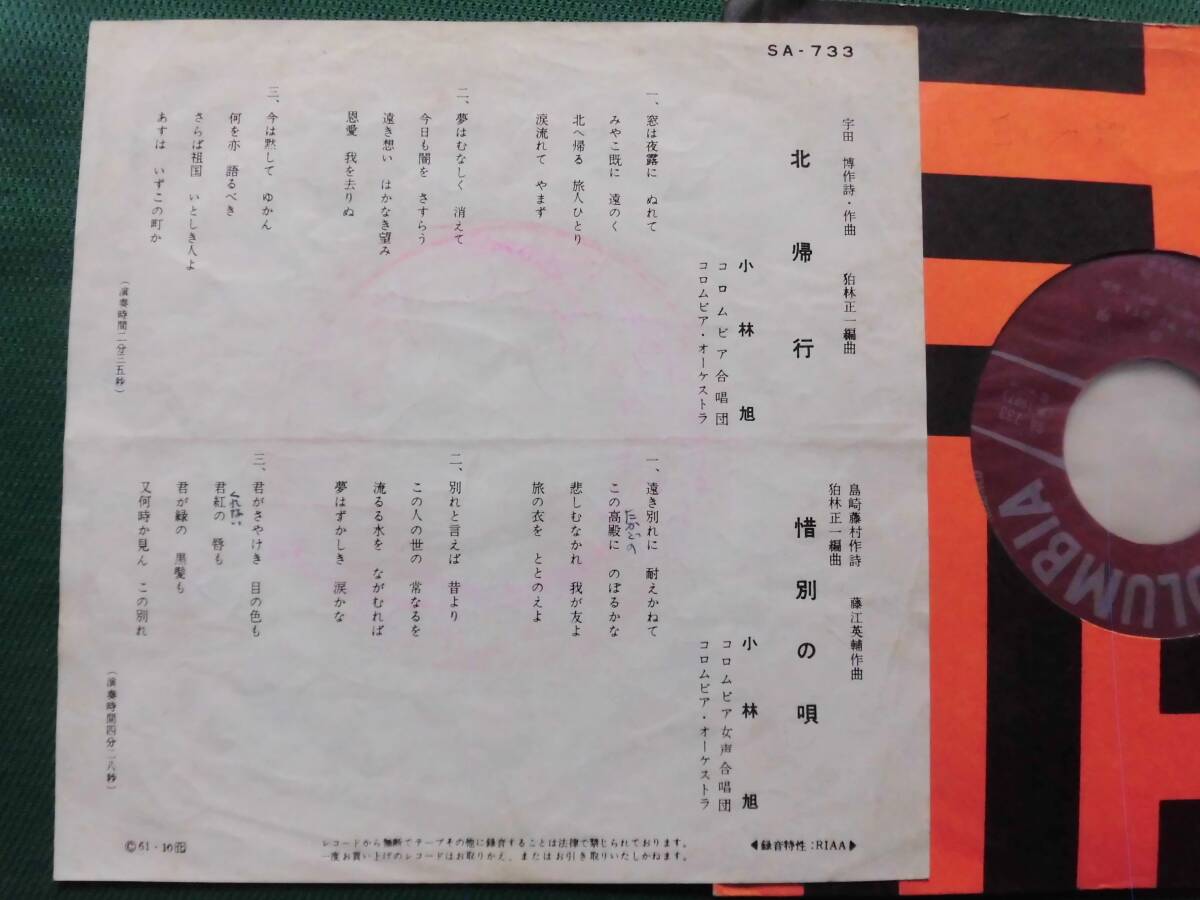 SA-733
宇田 博作詩・作曲 狛林正一編曲
北帰行
小林旭
コロムビア合唱団
コロムビア・オーケストラ
一、窓は夜露に ぬれて
みやこ既に 遠のく
北へ帰る 旅人ひとり
涙流れて やまず
二、夢はむなしく 消えて
今日も闇を さすらう
遠き想い はかなき望み
恩愛 我を去りぬ
三、今は黙して ゆかん
何を亦 語るべき
さらば祖国 いとしき人よ
あすは いずこの町か
(演奏時間二分三五秒)
島崎藤村作詩 藤江英輔作曲
狛林正一編曲
惜別の唄
小林旭
コロムビア女声合唱団
コロムビア・オーケストラ
一、遠き別れに 耐えかねて
この高殿に のぼるかな
たかどの
悲しむなかれ 我が友よ
旅の衣を ととのえよ
二、別れと言えば 昔より
この人の世の 常なるを
流るる水を ながむれば
夢はずかしき 涙かな
三、君がさやけき 目の色も
君紅の 唇も
くれない
君が緑の 黒髪も
又何時か見ん この別れ
(演奏時間四分二八秒)
レコードから無断でテープその他に録音することは法律で禁じられております。
一度お買い上げのレコードはお取りかえ、またはお引き取りいたしかねます。
◀録音特性:RIAA▶
Ⓒ61・10
COLUMBIA